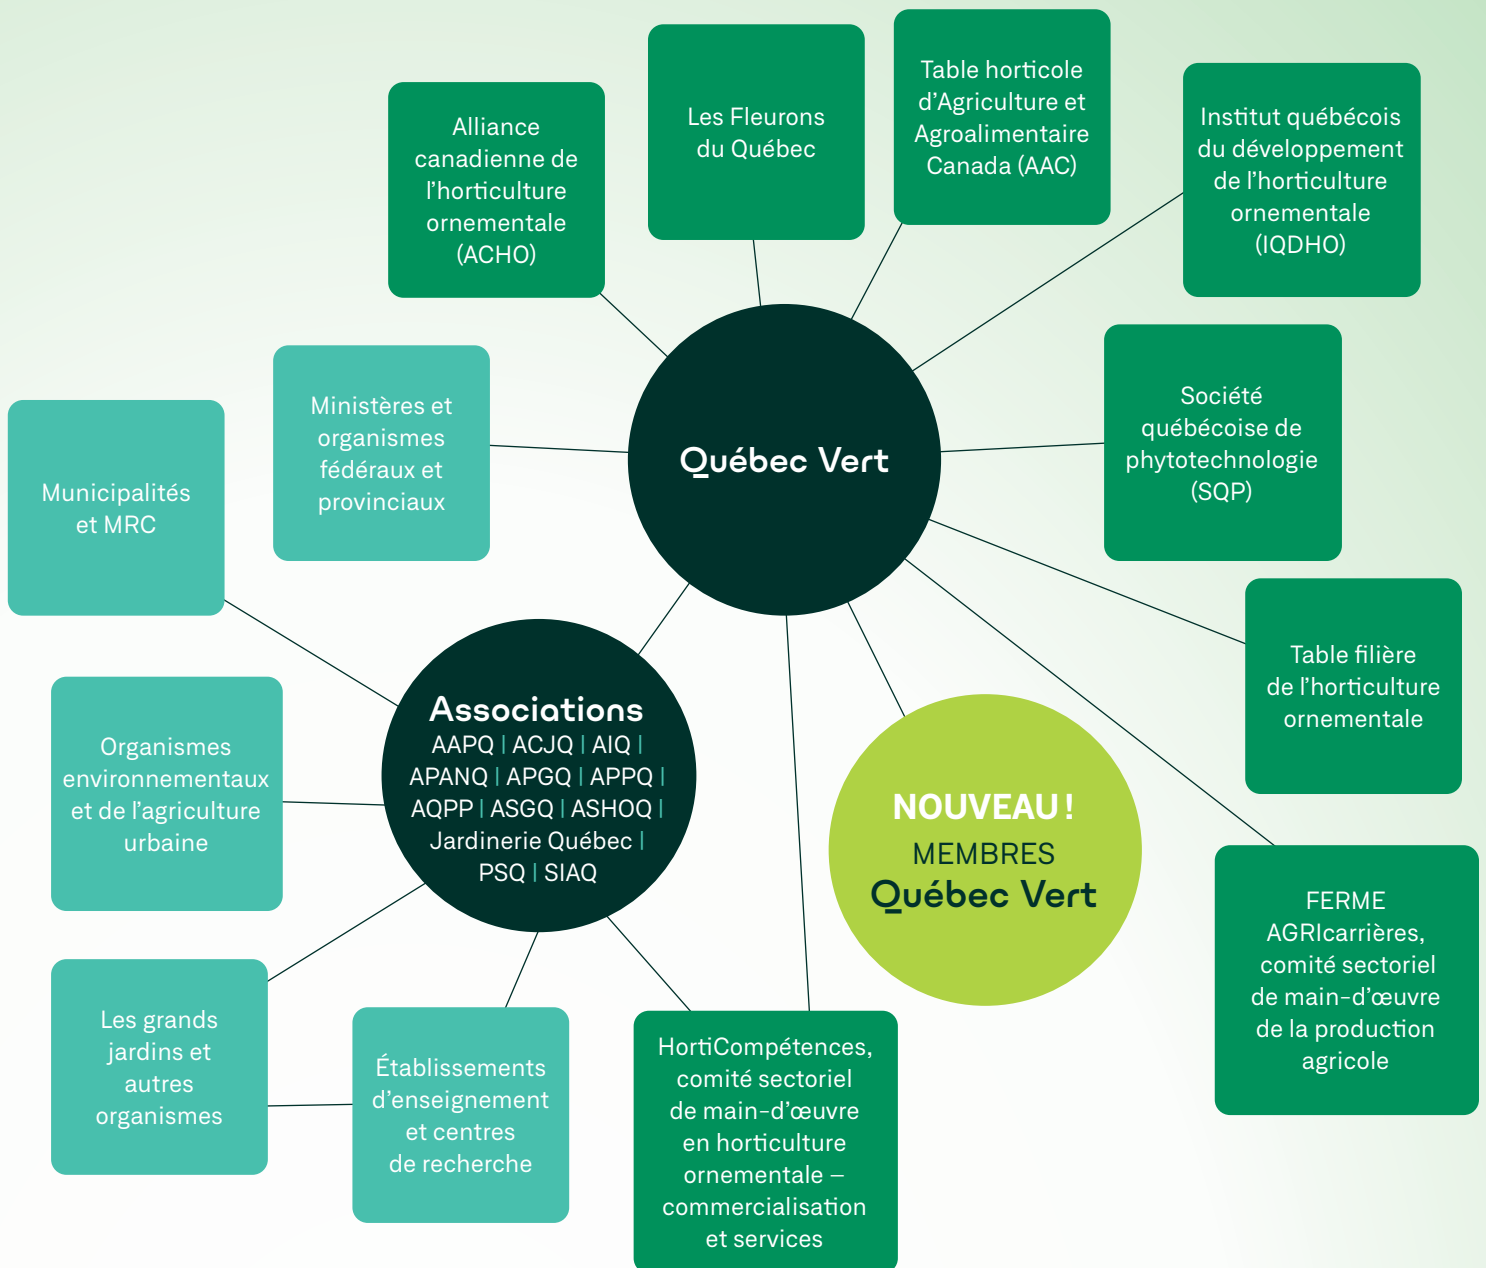 Alliance
canadienne de
l'horticulture
ornementale
(ACHO)
Les Fleurons
du Québec
Table horticole
d'Agriculture et
Agroalimentaire
Canada (AAC)
Institut québécois
du développement
de l'horticulture
ornementale
(IQDHO)
Ministères et
organismes
fédéraux et
provinciaux
Québec Vert
Société
québécoise de
phytotechnologie
(SQP)
Municipalités
et MRC
Table filière
de l'horticulture
ornementale
Organismes
environnementaux
et de l'agriculture
urbaine
Associations
AAPQ | ACJQ | AIQ |
APANQ | APGQ | APPQ |
AQPP | ASGQ | ASHOQ |
Jardinerie Québec |
PSQ | SIAQ
NOUVEAU !
MEMBRES
Québec Vert
FERME
AGRIcarrières,
comité sectoriel
de main-d'œuvre
de la production
agricole
Les grands
jardins et
autres
organismes
Établissements
d'enseignement
et centres
de recherche
HortiCompétences,
comité sectoriel
de main-d'œuvre
en horticulture
ornementale –
commercialisation
et services